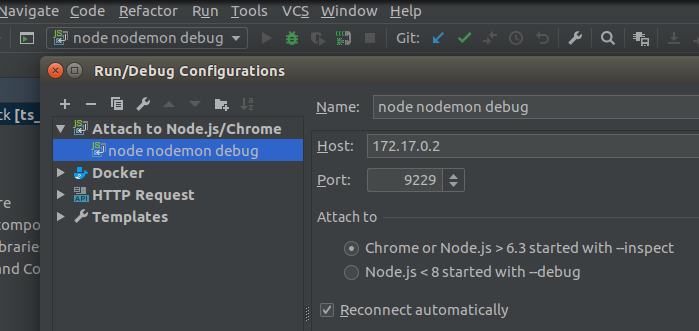 Navigate Code Refactor Run Tools VCS Window Help
node nodemon debug Git:
Run/Debug Configurations
Name: node nodemon debug
ck [ts_
Attach to Node.js/Chrome
node nodemon debug
Host: 172.17.0.2
Docker
Port: 9229
HTTP Request
API
Templates
re
Attach to
compo
Chrome or Node.js > 6.3 started with --inspect
braries
and Co
Node.js < 8 started with --debug
Reconnect automatically